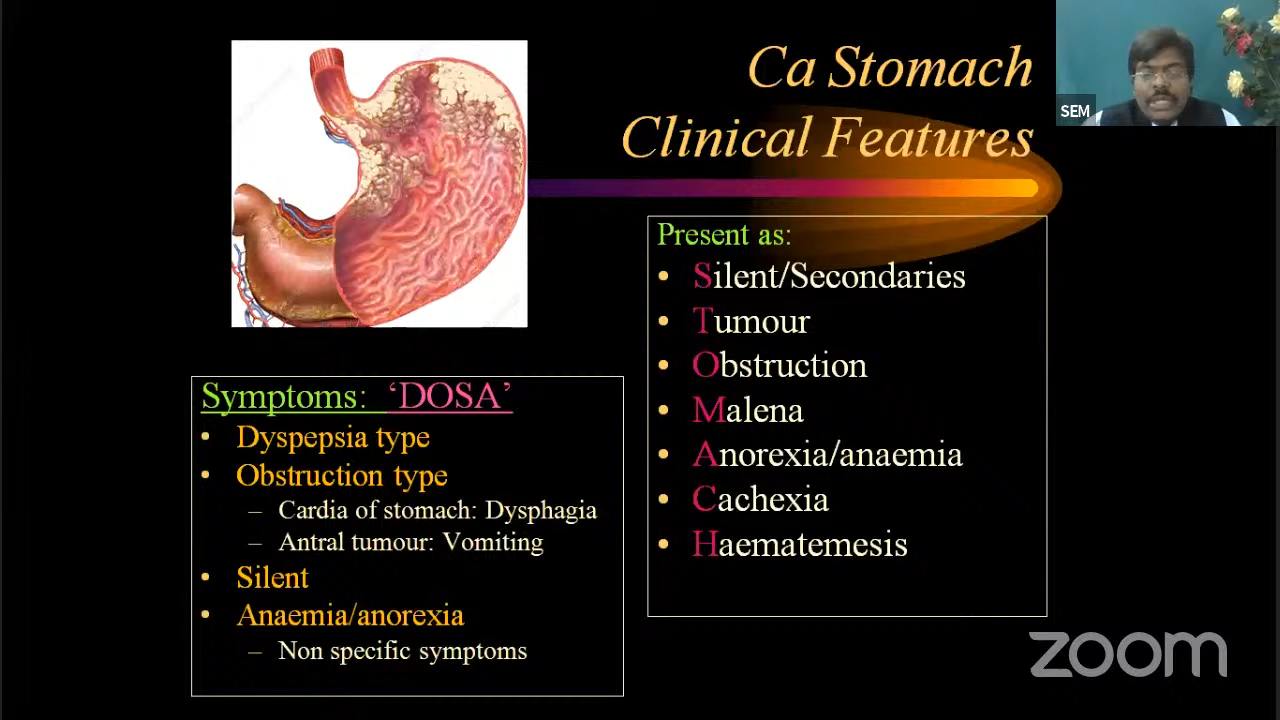 Ca Stomach
Clinical Features
SEM
Present as:
• Silent/Secondaries
• Tumour
• Obstruction
• Malena
• Anorexia/anaemia
• Cachexia
• Haematemesis
Symptoms: ‘DOSA’
• Dyspepsia type
• Obstruction type
– Cardia of stomach: Dysphagia
– Antral tumour: Vomiting
• Silent
• Anaemia/anorexia
– Non specific symptoms
zoom